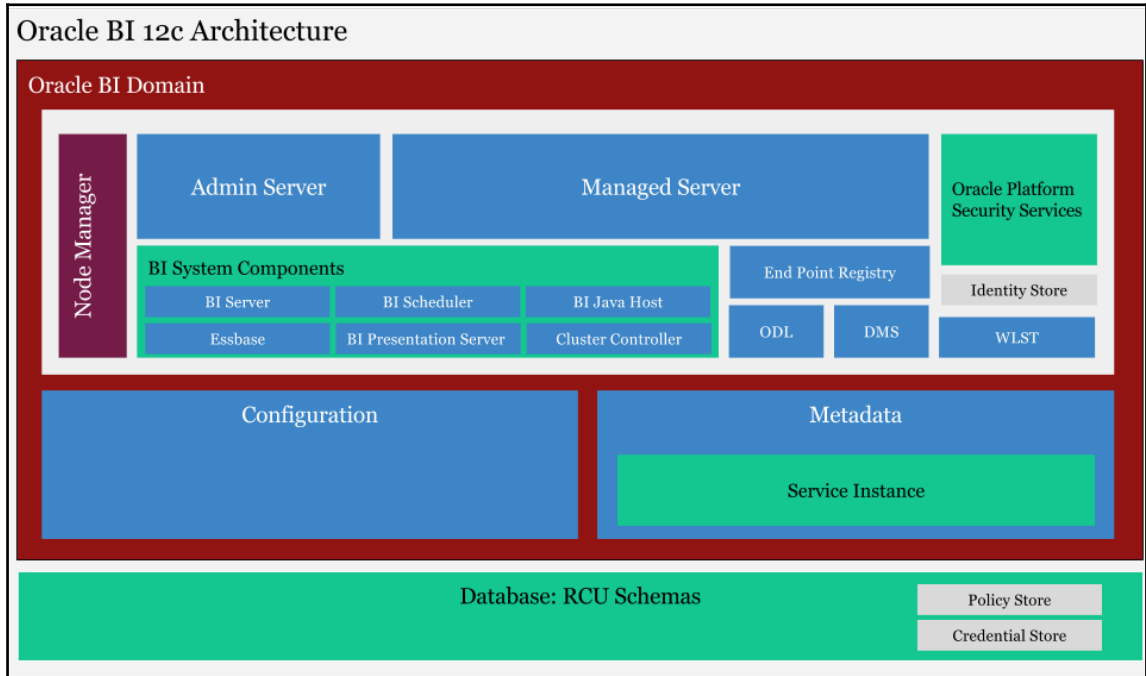 Oracle BI 12c Architecture
Oracle BI Domain
Node Manager
Admin Server
Managed Server
Oracle Platform
Security Services
BI System Components
BI Server
BI Scheduler
BI Java Host
Essbase
BI Presentation Server
Cluster Controller
End Point Registry
ODL
DMS
Identity Store
WLST
Configuration
Metadata
Service Instance
Database: RCU Schemas
Policy Store
Credential Store